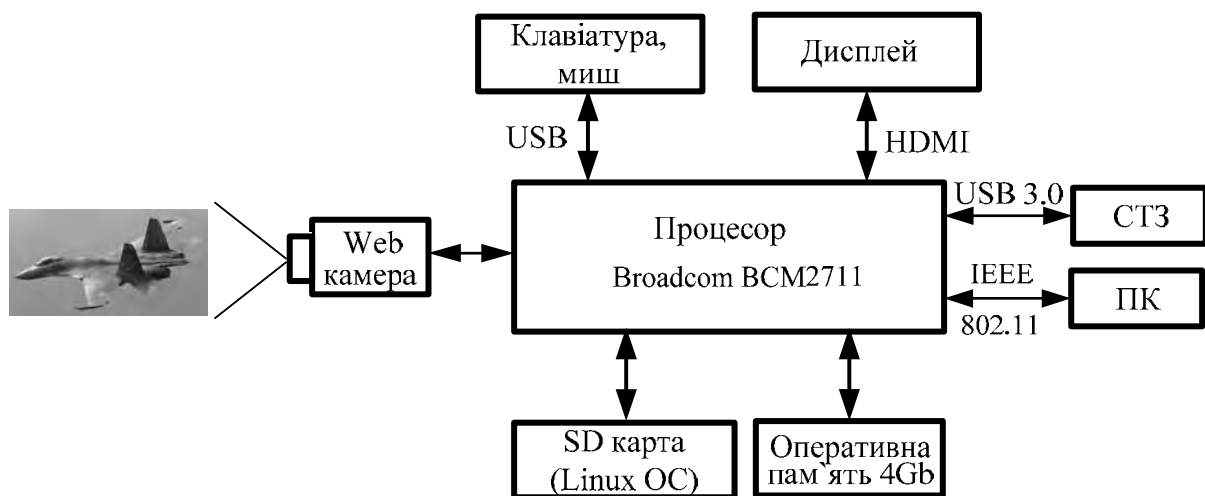 Клавіатура,
миш
Дисплей
USB
HDMI
Web
камера
Процесор
Broadcom BCM2711
USB 3.0
СТЗ
IEEE
802.11
ПК
SD карта
(Linux ОС)
Оперативна
пам`ять 4Gb